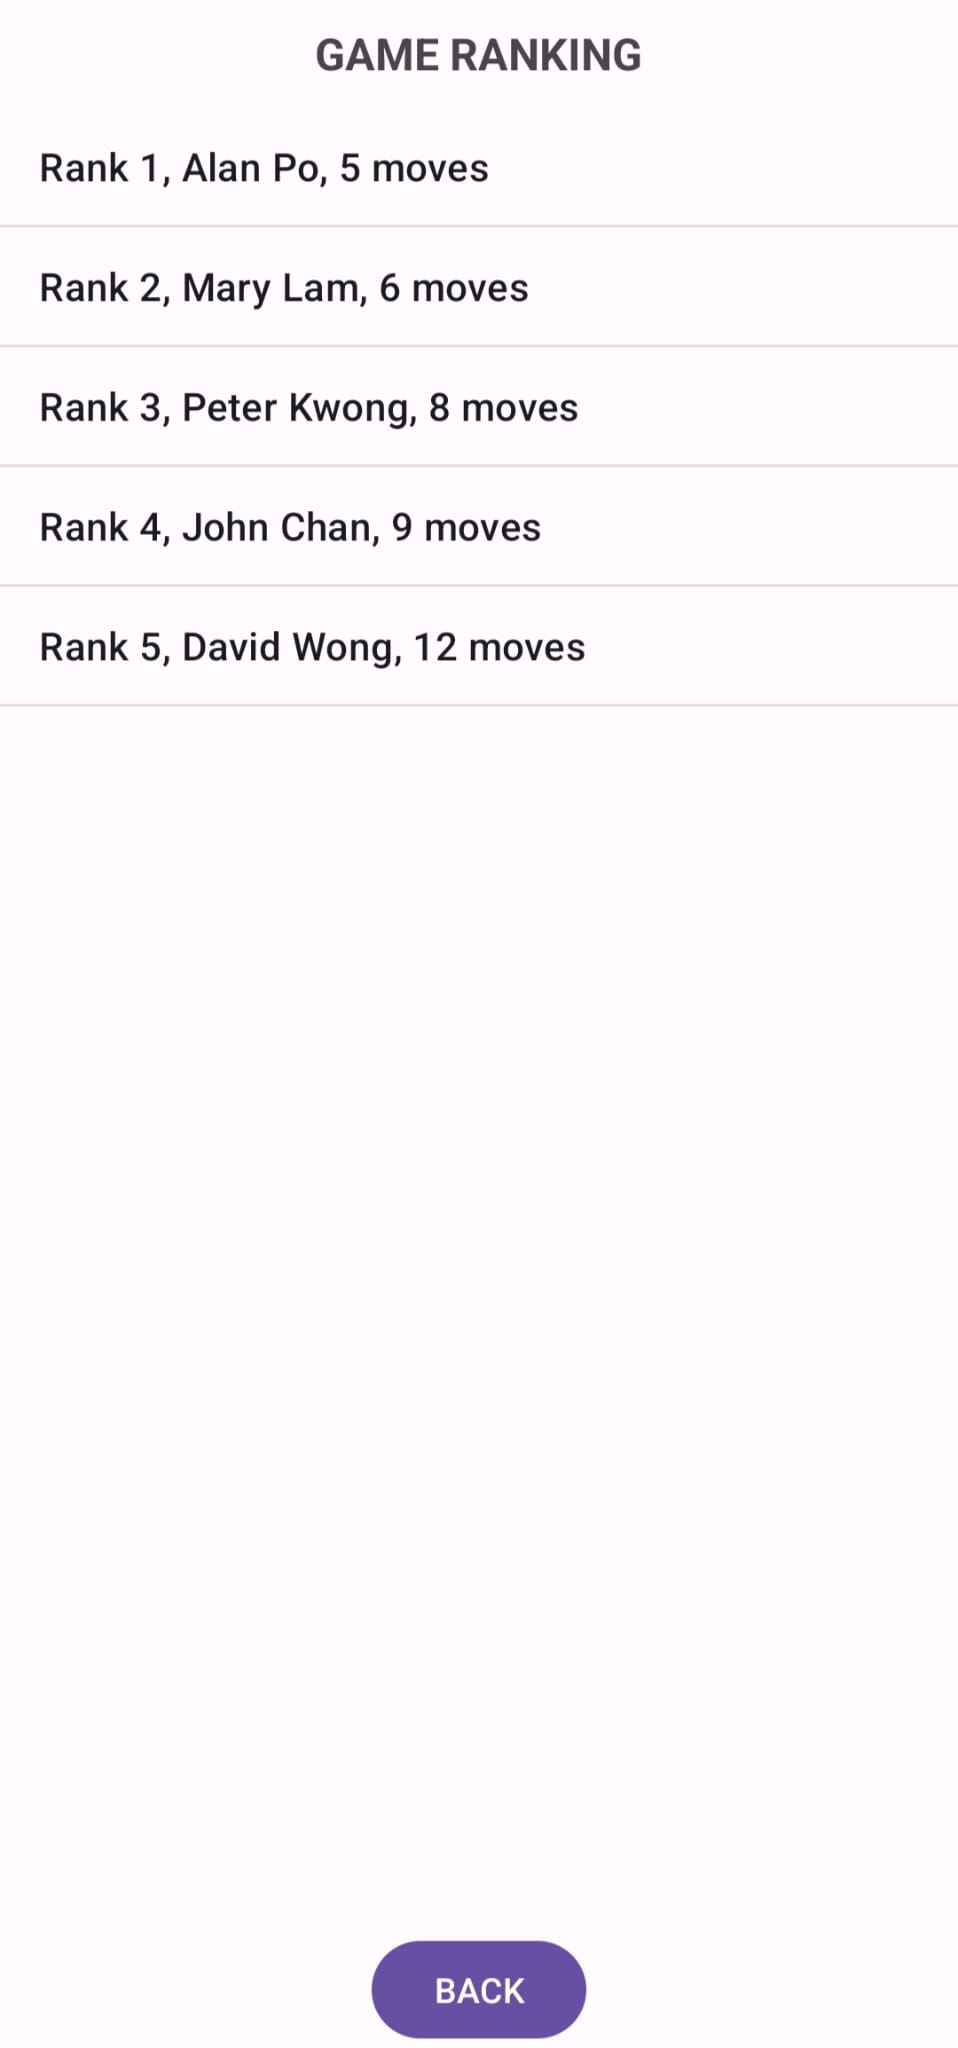 GAME RANKING
Rank 1, Alan Po, 5 moves
Rank 2, Mary Lam, 6 moves
Rank 3, Peter Kwong, 8 moves
Rank 4, John Chan, 9 moves
Rank 5, David Wong, 12 moves
BACK